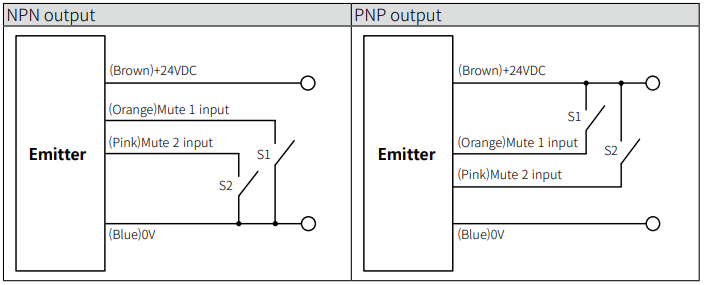 NPN output
(Brown)+24VDC
(Orange)Mute 1 input
(Pink)Mute 2 input
Emitter
S1
S2
(Blue)0V
PNP output
(Brown)+24VDC
S1
(Orange)Mute 1 input
S2
Emitter
(Pink)Mute 2 input
(Blue)0V